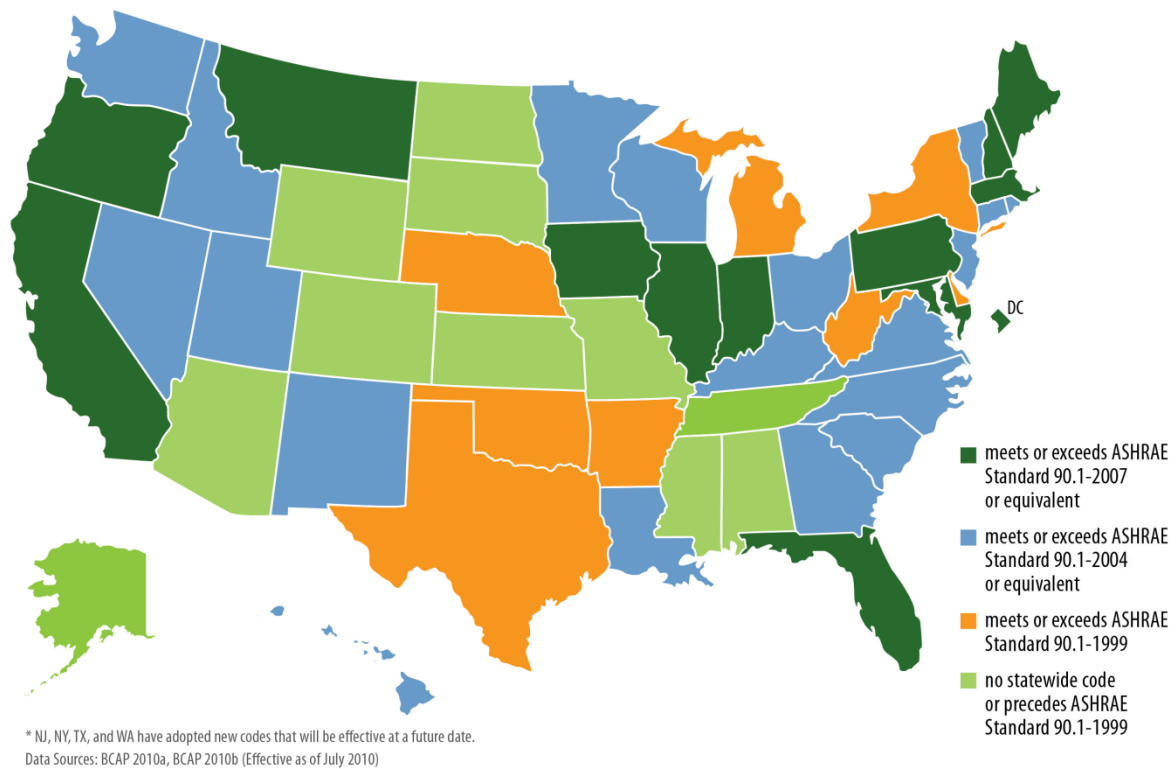 DC
meets or exceeds ASHRAE
Standard 90.1-2007
or equivalent
meets or exceeds ASHRAE
Standard 90.1-2004
or equivalent
meets or exceeds ASHRAE
Standard 90.1-1999
no statewide code
or precedes ASHRAE
Standard 90.1-1999
* NJ, NY, TX, and WA have adopted new codes that will be effective at a future date.
Data Sources: BCAP 2010a, BCAP 2010b (Effective as of July 2010)